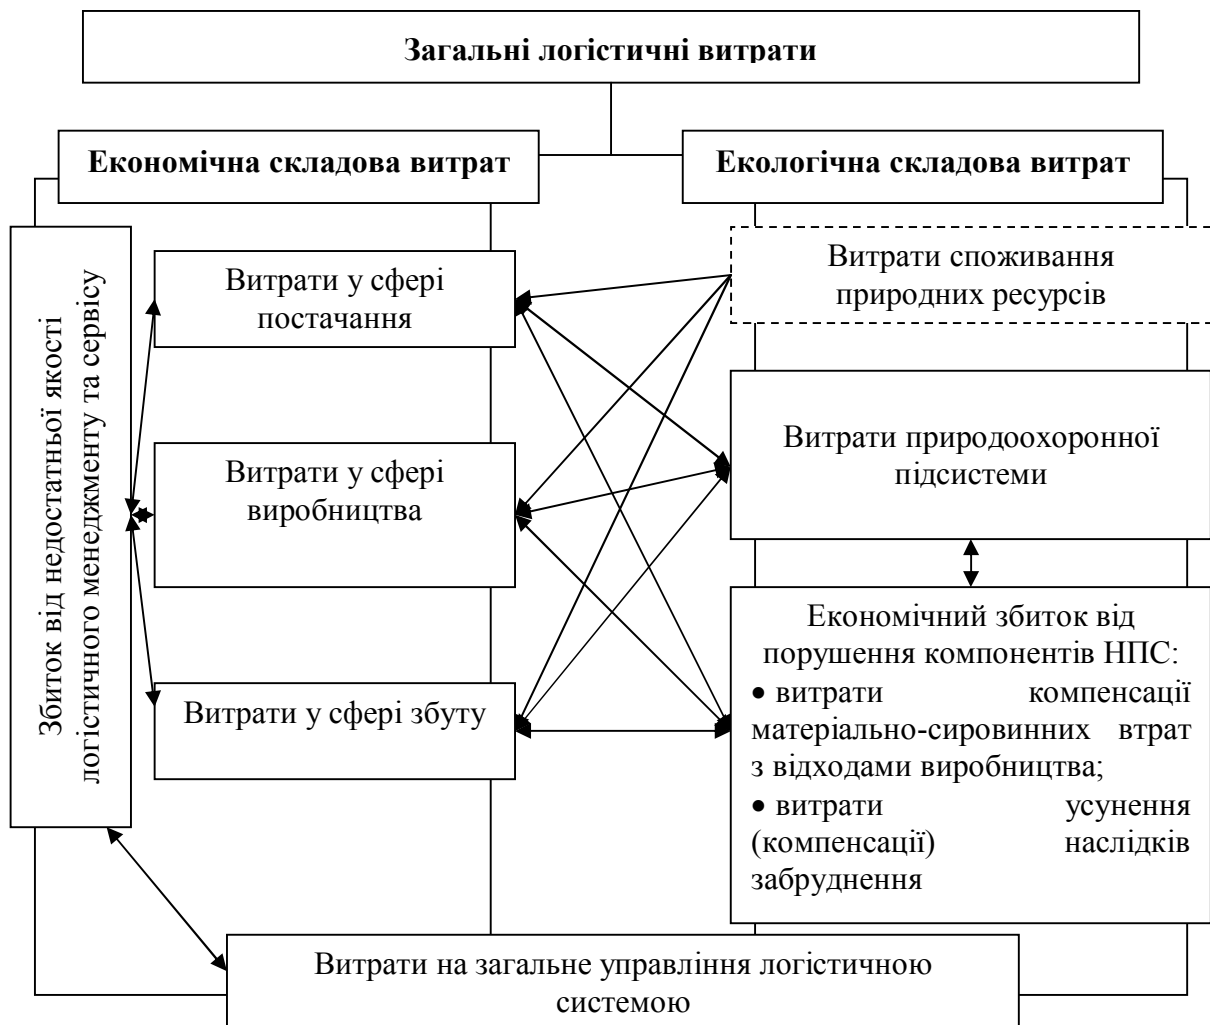 Загальні логістичні витрати
Економічна складова витрат
Екологічна складова витрат
Збиток від недостатньої якості
логістичного менеджменту та сервісу
Витрати у сфері
постачання
Витрати у сфері
виробництва
Витрати у сфері збуту
Витрати споживання
природних ресурсів
Витрати природоохоронної
підсистеми
Економічний збиток від
порушення компонентів НПС:
• витрати компенсації
матеріально-сировинних втрат
з відходами виробництва;
• витрати усунення
(компенсації) наслідків
забруднення
Витрати на загальне управління логістичною
системою